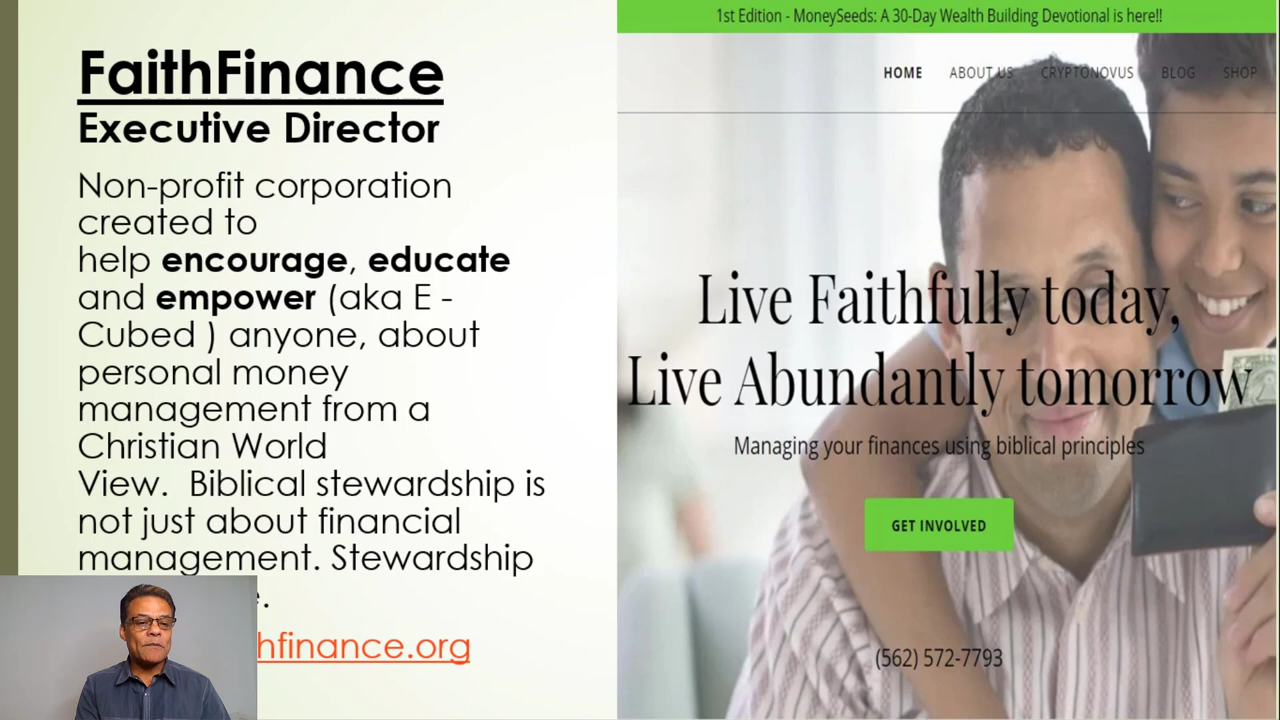 FaithFinance
Executive Director
Non-profit corporation
created to
help encourage, educate
and empower (aka E -
Cubed ) anyone, about
personal money
management from a
Christian World
View.  Biblical stewardship is
not just about financial
management. Stewardship
hfinance.org
1st Edition - MoneySeeds: A 30-Day Wealth Building Devotional is here!!
HOME ABOUT US CRYPTONOVUS BLOG SHOP
Live Faithfully today,
Live Abundantly tomorrow
Managing your finances using biblical principles
GET INVOLVED
(562) 572-7793